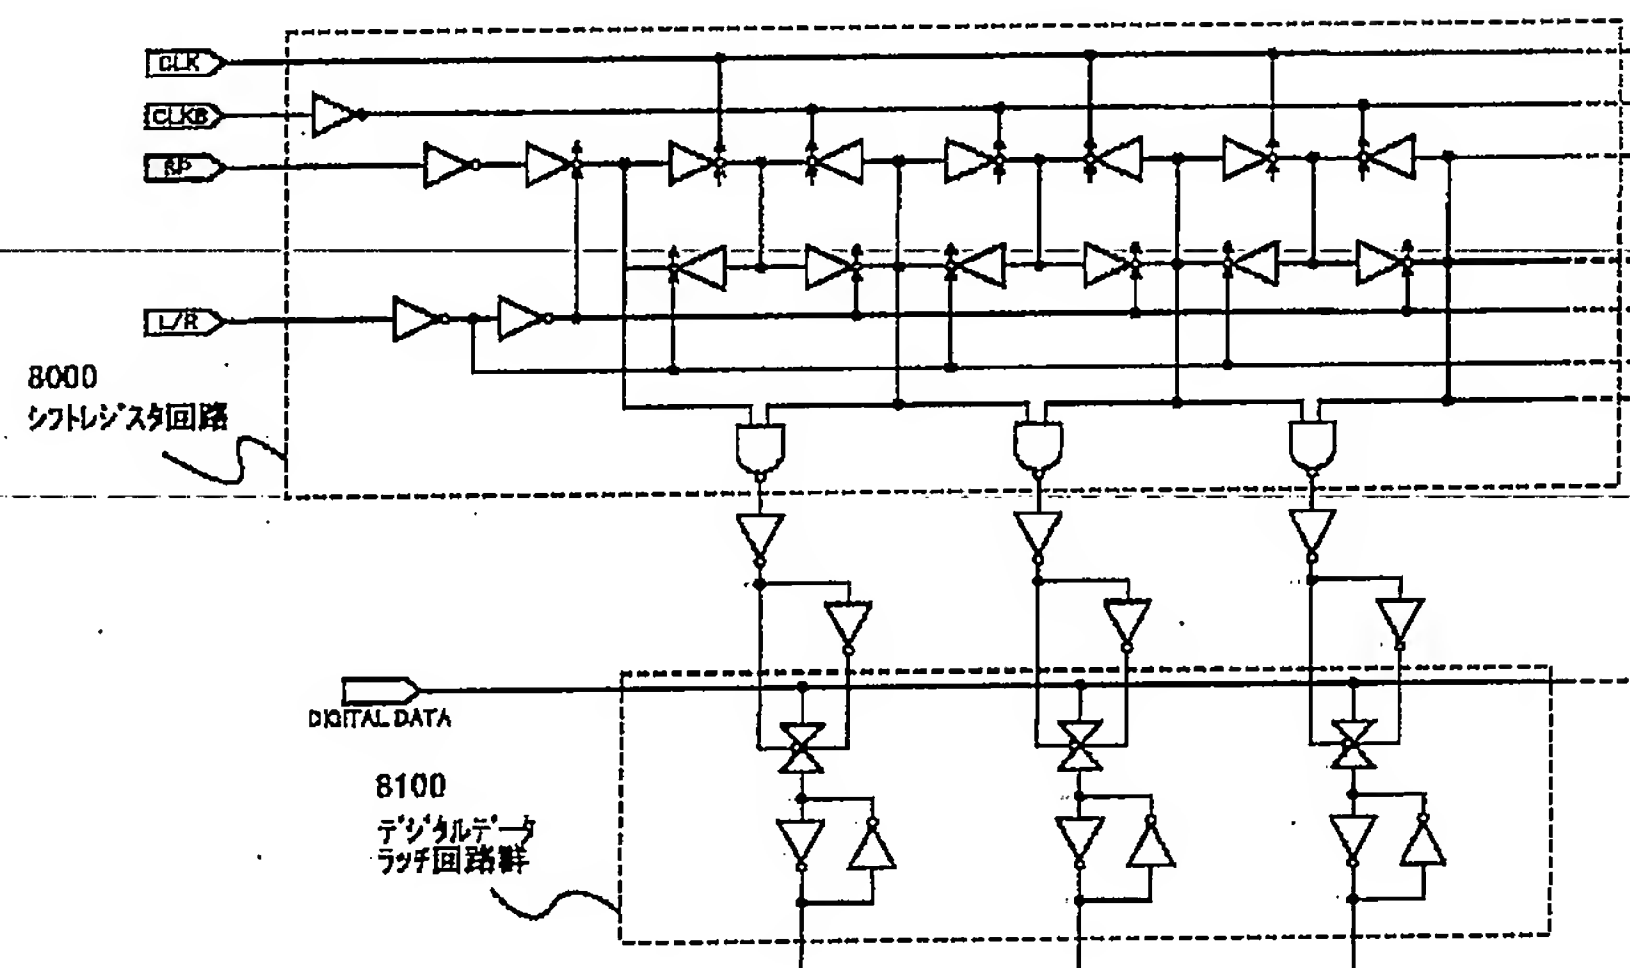 CLK
CLKB
SP
L/R
8000
シフトレジスタ回路
DIGITAL DATA
8100
デジタルデータ
ラッチ回路群